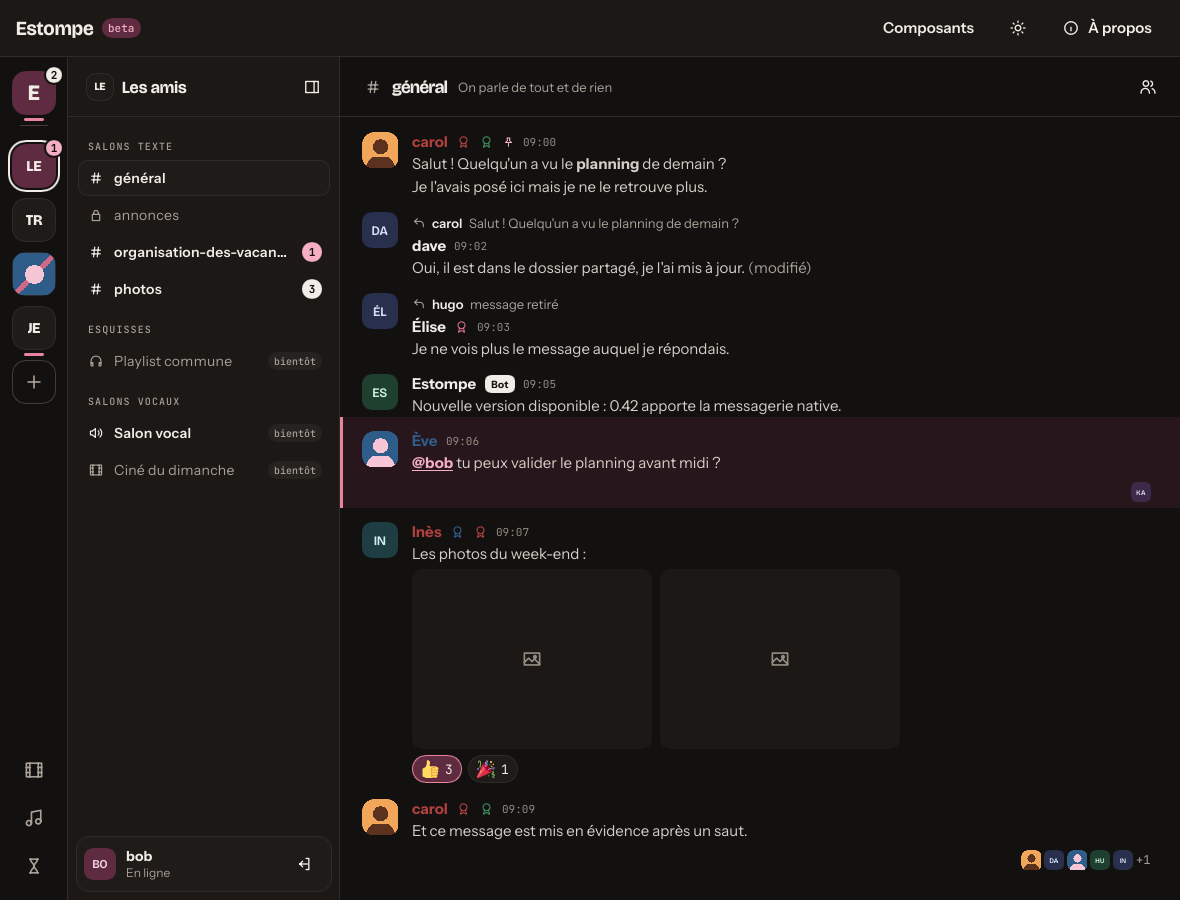 Estompe beta
Composants
À propos
E 2
LE 1
TR
JE
LE Les amis
SALONS TEXTE
# général
annonces
# organisation-des-vacan... 1
# photos 3
ESQUISSES
Playlist commune bientôt
SALONS VOCAUX
Salon vocal bientôt
Ciné du dimanche bientôt
BO bob
En ligne
# général On parle de tout et de rien
carol 09:00
Salut ! Quelqu'un a vu le planning de demain ?
Je l'avais posé ici mais je ne le retrouve plus.
carol Salut ! Quelqu'un a vu le planning de demain ?
DA dave 09:02
Oui, il est dans le dossier partagé, je l'ai mis à jour. (modifié)
hugo message retiré
ÉL Élise 09:03
Je ne vois plus le message auquel je répondais.
ES Estompe Bot 09:05
Nouvelle version disponible : 0.42 apporte la messagerie native.
Ève 09:06
@bob tu peux valider le planning avant midi ?
KA
IN Inès 09:07
Les photos du week-end :
👍 3 🎉 1
carol 09:09
Et ce message est mis en évidence après un saut.
DA HU IN +1